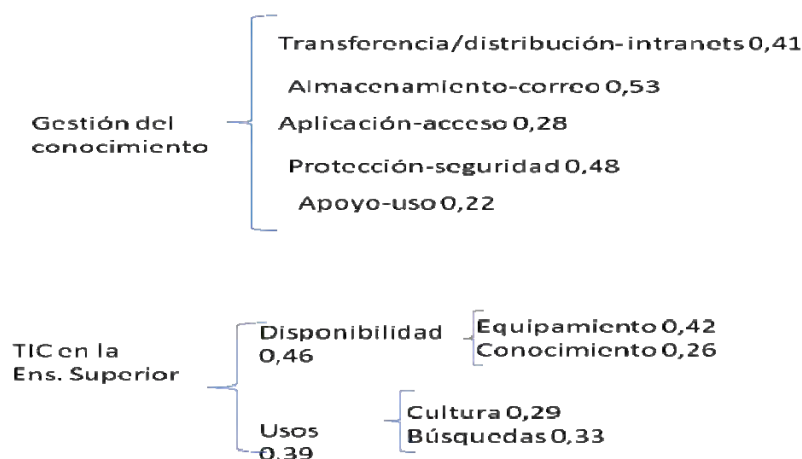 Transferencia/distribución-intranets 0,41
Almacenamiento-correo 0,53
Gestión del
conocimiento
Aplicación-acceso 0,28
Protección-seguridad 0,48
Apoyo-uso 0,22
TIC en la
Ens. Superior
Disponibilidad
0,46
Equipamiento 0,42
Conocimiento 0,26
Usos
0,39
Cultura 0,29
Búsquedas 0,33